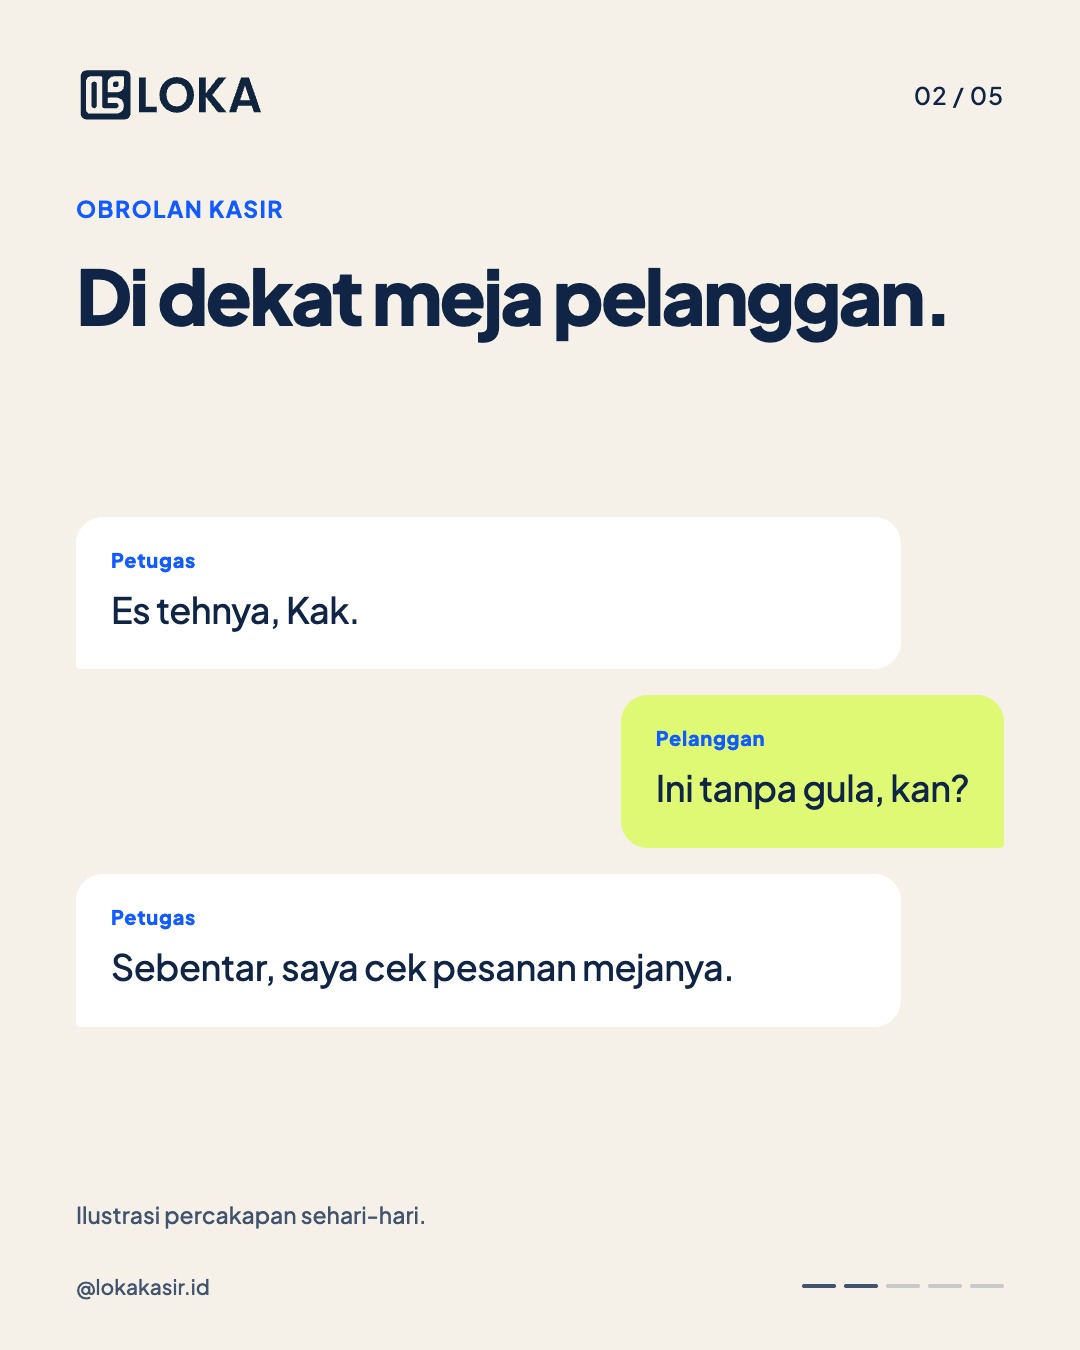 LOKA
02 / 05
OBROLAN KASIR
Di dekat meja pelanggan.
Petugas
Es tehnya, Kak.
Pelanggan
Ini tanpa gula, kan?
Petugas
Sebentar, saya cek pesanan mejanya.
Ilustrasi percakapan sehari-hari.
@lokakasir.id